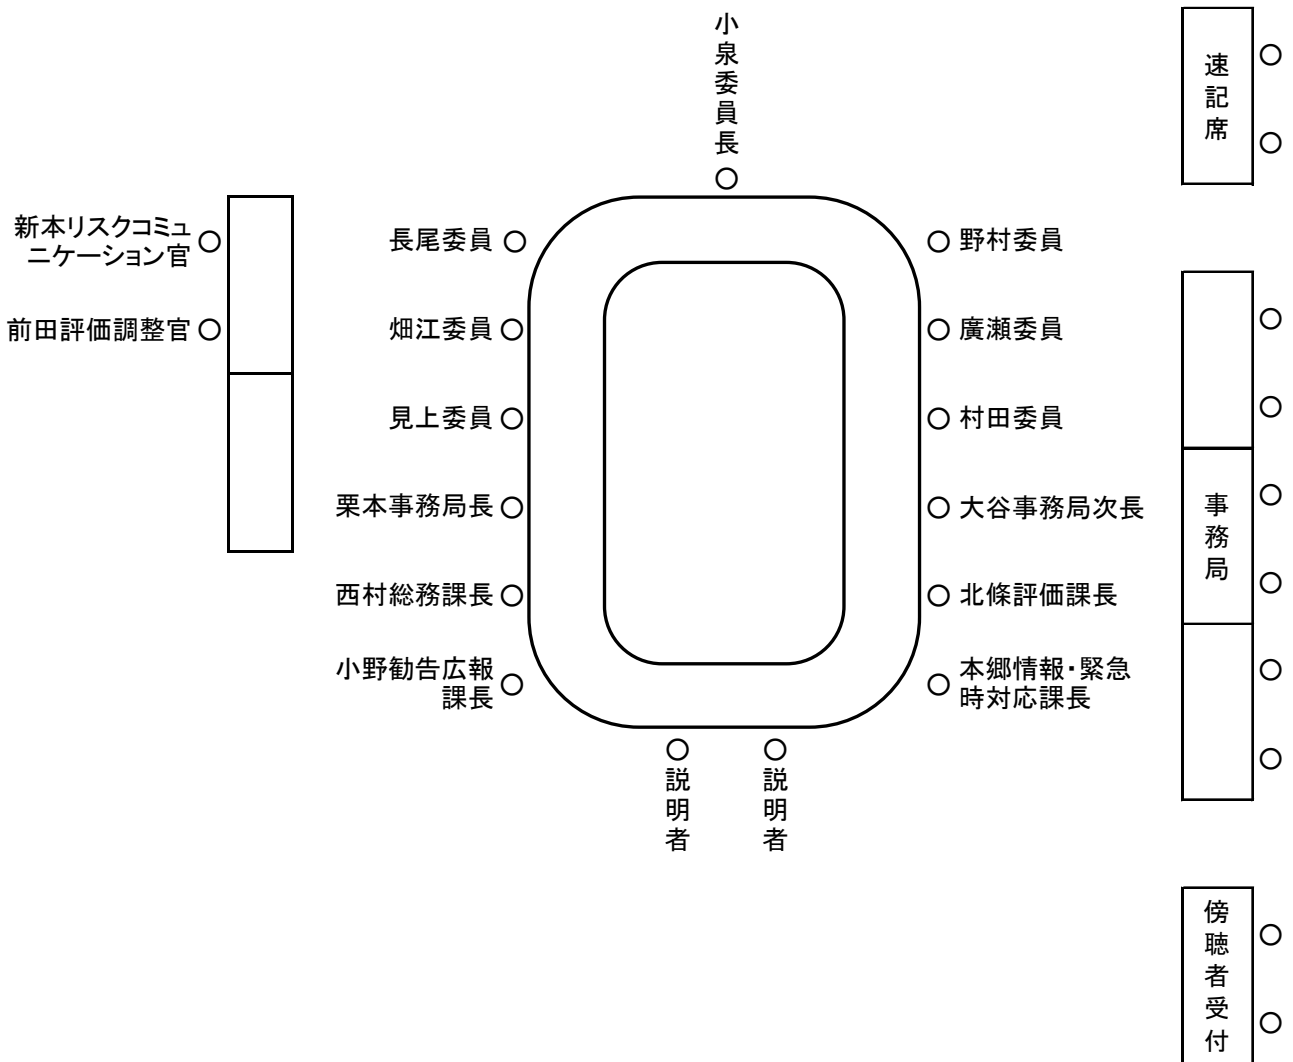 小泉委員長
速記席
新本リスクコミュ
ニケーション官
長尾委員
野村委員
前田評価調整官
畑江委員
廣瀬委員
見上委員
村田委員
栗本事務局長
大谷事務局次長
事務局
西村総務課長
北條評価課長
小野勧告広報
課長
本郷情報・緊急
時対応課長
説明者
説明者
傍聴者受付